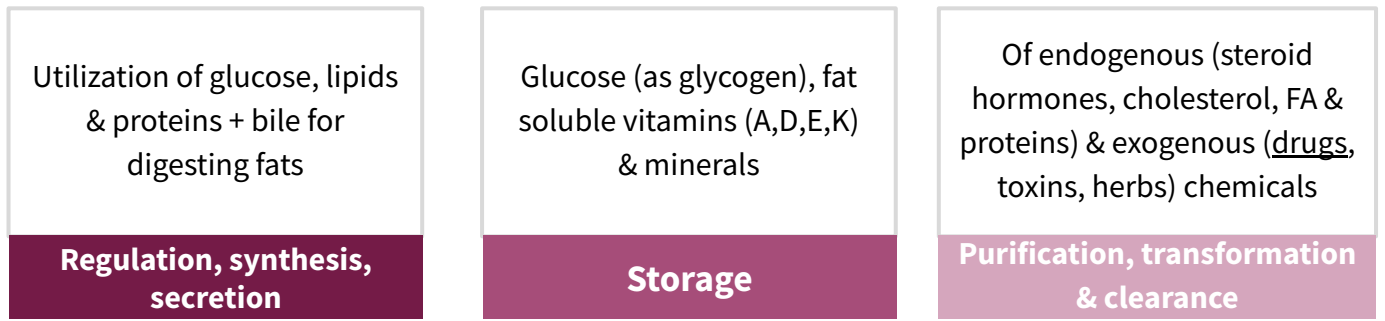 Utilization of glucose, lipids
& proteins + bile for
digesting fats
Regulation, synthesis,
secretion
Glucose (as glycogen), fat
soluble vitamins (A,D,E,K)
& minerals
Storage
Of endogenous (steroid
hormones, cholesterol, FA &
proteins) & exogenous (drugs,
toxins, herbs) chemicals
Purification, transformation
& clearance